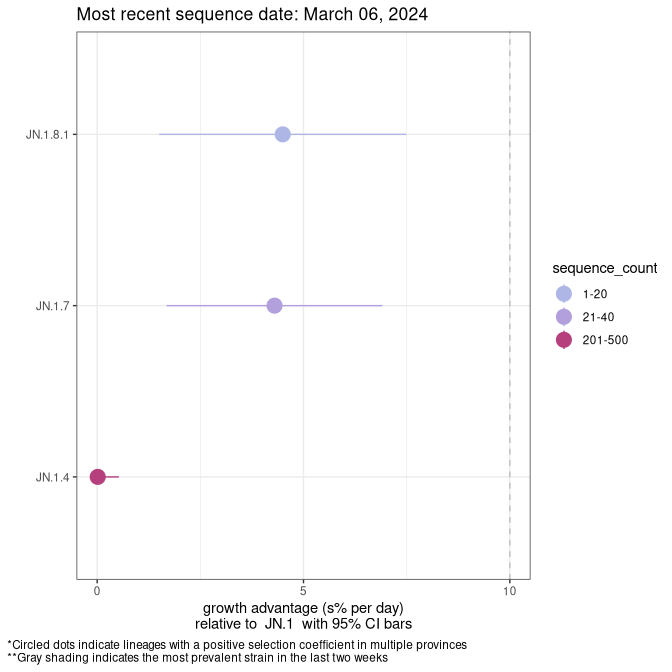 Most recent sequence date: March 06, 2024
JN.1.8.1
JN.1.7
JN.1.4
sequence_count
1-20
21-40
201-500
0 5 10
growth advantage (s% per day)
relative to JN.1 with 95% CI bars
*Circled dots indicate lineages with a positive selection coefficient in multiple provinces
**Gray shading indicates the most prevalent strain in the last two weeks